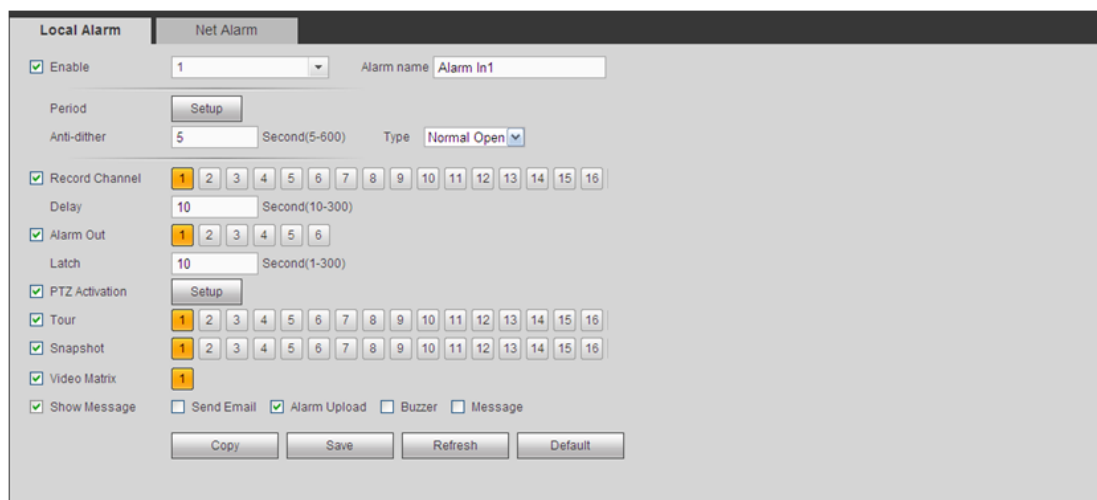 Local Alarm Net Alarm
Enable 1 Alarm name Alarm In1
Period Setup
Anti-dither 5 Second(5-600) Type Normal Open
Record Channel 1 2 3 4 5 6 7 8 9 10 11 12 13 14 15 16
Delay 10 Second(10-300)
Alarm Out 1 2 3 4 5 6
Latch 10 Second(1-300)
PTZ Activation Setup
Tour 1 2 3 4 5 6 7 8 9 10 11 12 13 14 15 16
Snapshot 1 2 3 4 5 6 7 8 9 10 11 12 13 14 15 16
Video Matrix 1
Show Message Send Email Alarm Upload Buzzer Message
Copy Save Refresh Default